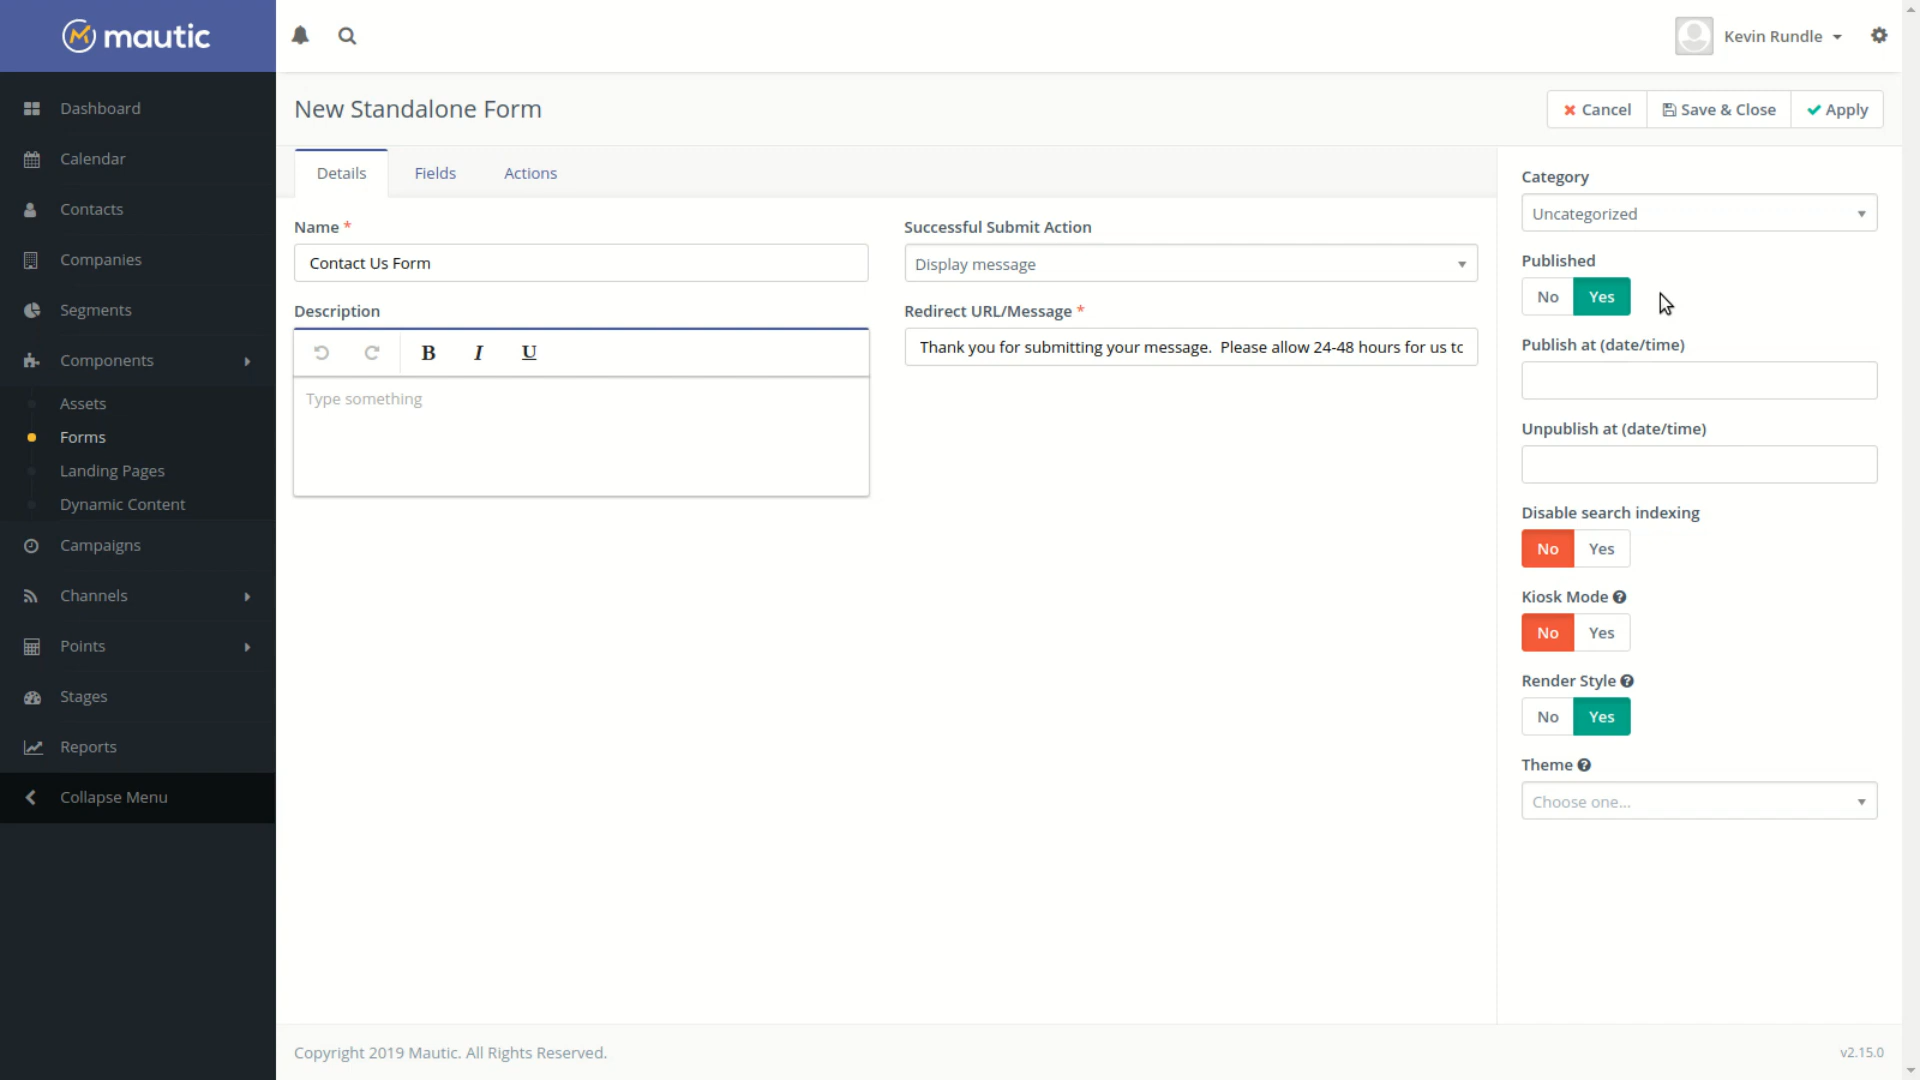 mautic
Kevin Rundle
Dashboard
Calendar
Contacts
Companies
Segments
Components
Assets
Forms
Landing Pages
Dynamic Content
Campaigns
Channels
Points
Stages
Reports
Collapse Menu
New Standalone Form
Cancel
Save & Close
Apply
Details
Fields
Actions
Name *
Contact Us Form
Description
B I U
Type something
Successful Submit Action
Display message
Redirect URL/Message *
Thank you for submitting your message.  Please allow 24-48 hours for us to
Category
Uncategorized
Published
No Yes
Publish at (date/time)
Unpublish at (date/time)
Disable search indexing
No Yes
Kiosk Mode
No Yes
Render Style
No Yes
Theme
Choose one...
Copyright 2019 Mautic. All Rights Reserved.
v2.15.0